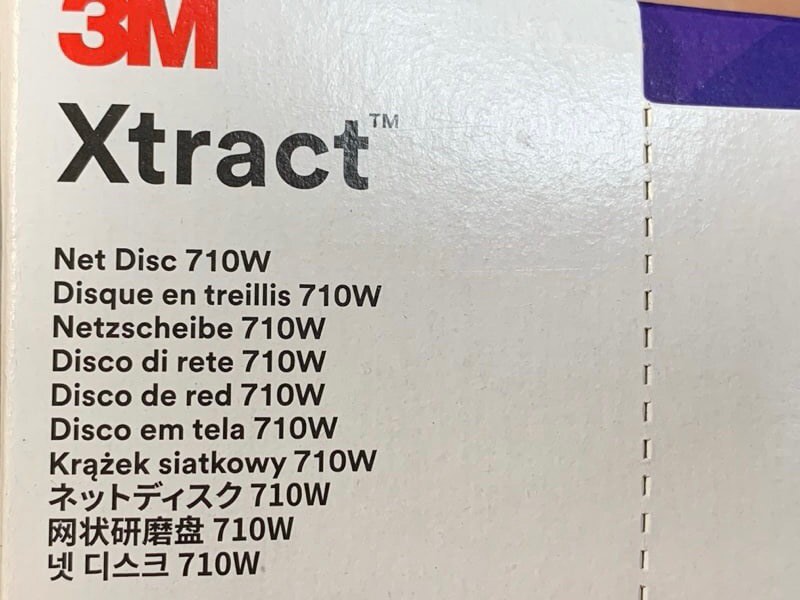 3M
Xtract™
Net Disc 710W
Disque en treillis 710W
Netzscheibe 710W
Disco di rete 710W
Disco de red 710W
Disco em tela 710W
Krążek siatkowy 710W
ネットディスク 710W
网状研磨盘 710W
넷 디스크 710W